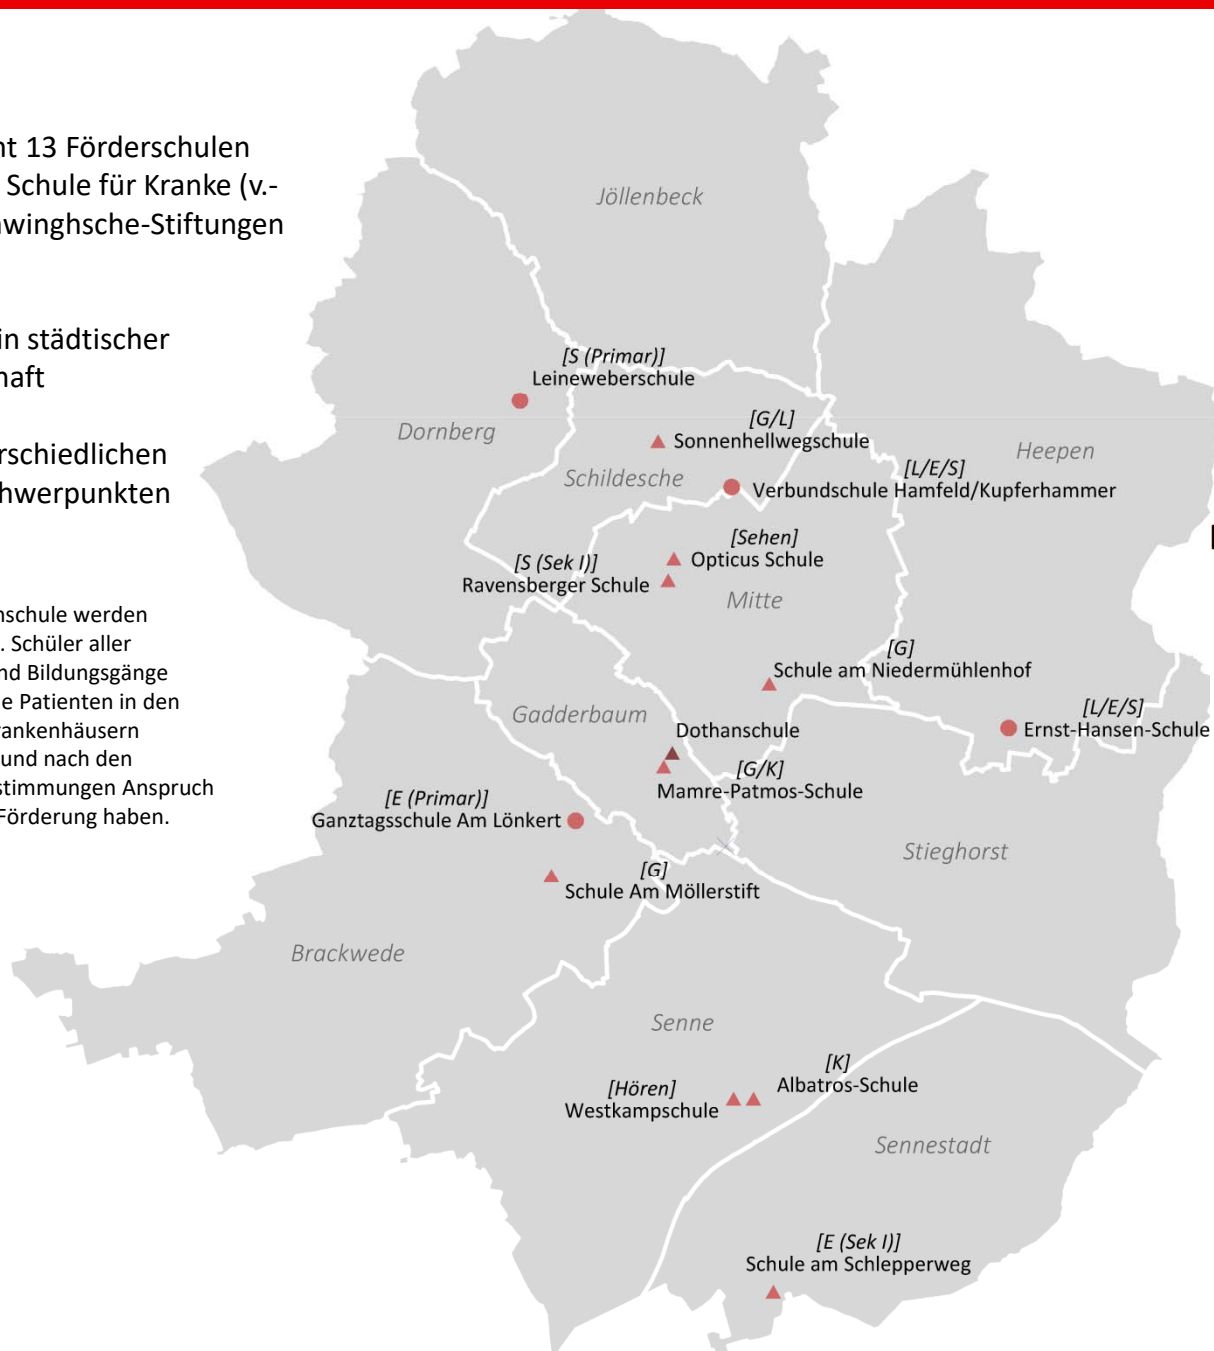 nt 13 Förderschulen
Schule für Kranke (v.-
winghsche-Stiftungen
in städtischer
haft
rschiedlichen
hwerpunkten
nschule werden
. Schüler aller
nd Bildungsgänge
e Patienten in den
rankenhäusern
und nach den
stimmungen Anspruch
Förderung haben.
Jöllenbeck
[S (Primar)]
Leineweberschule
Dornberg
[G/L]
Sonnenhellwegschule
Schildesche
Heepen
[L/E/S]
Verbundschule Hamfeld/Kupferhammer
[Sehen]
Opticus Schule
[S (Sek I)]
Ravensberger Schule
Mitte
[G]
Schule am Niedermühlenhof
Gadderbaum
Dothanschule
[L/E/S]
Ernst-Hansen-Schule
[G/K]
Mamre-Patmos-Schule
[E (Primar)]
Ganztagsschule Am Lönkert
Stieghorst
[G]
Schule Am Möllerstift
Brackwede
Senne
[K]
Albatros-Schule
[Hören]
Westkampschule
Sennestadt
[E (Sek I)]
Schule am Schlepperweg